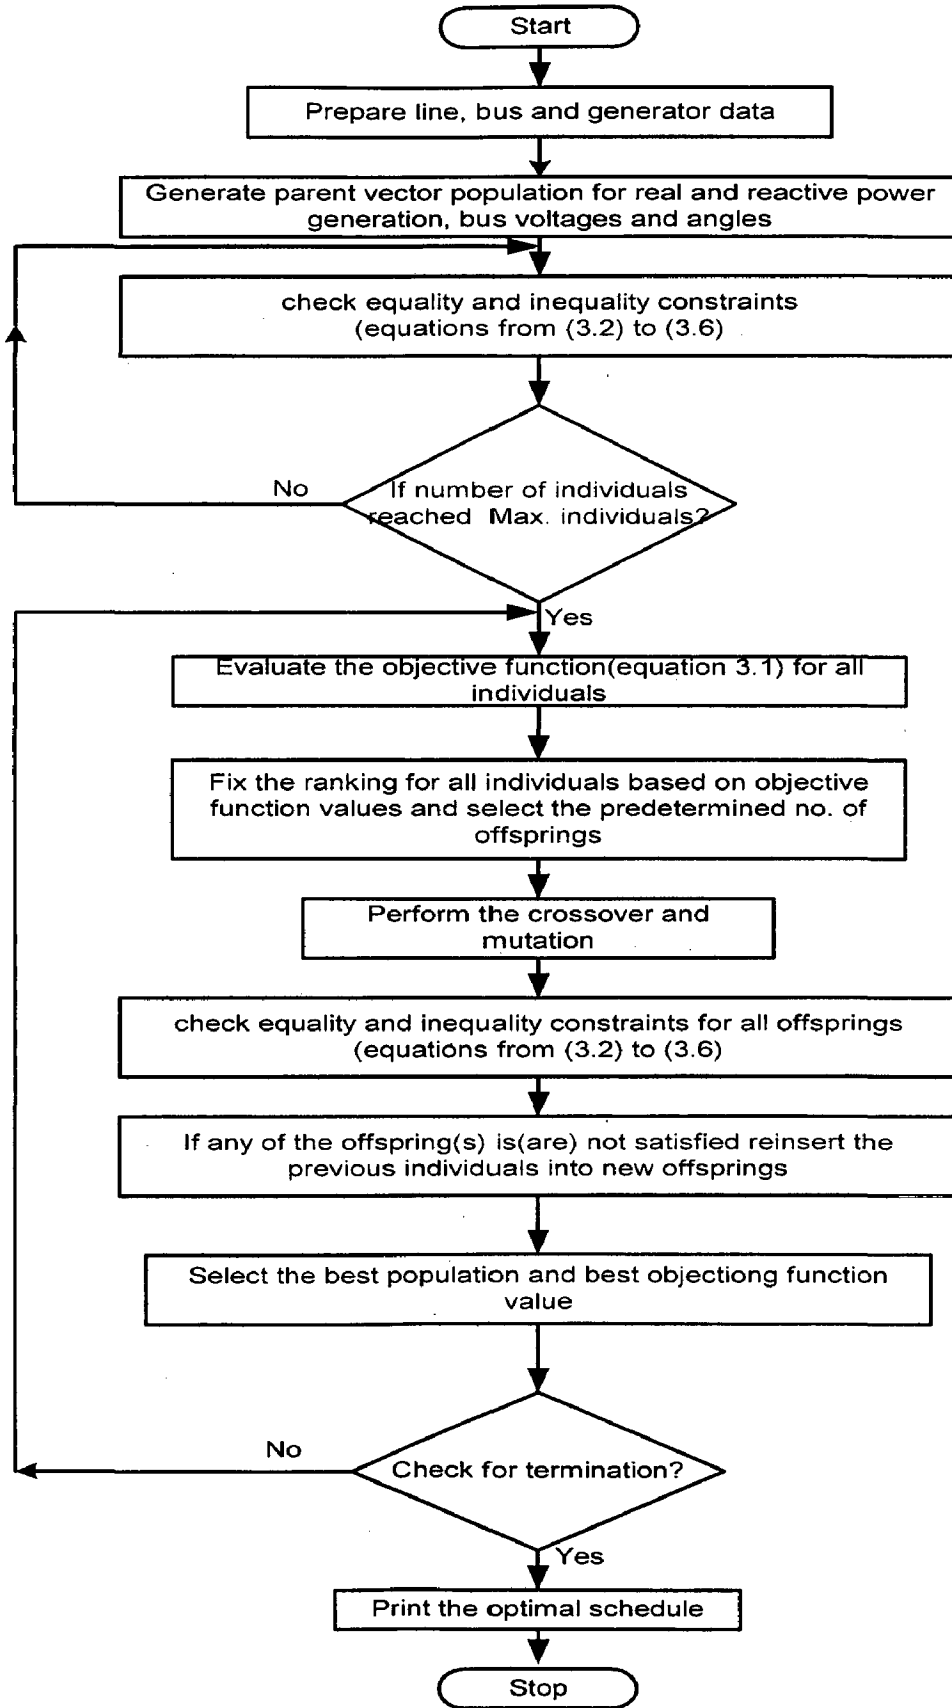 Start
Prepare line, bus and generator data
Generate parent vector population for real and reactive power
generation, bus voltages and angles
check equality and inequality constraints
(equations from (3.2) to (3.6)
No
If number of individuals
reached Max. individuals?
Yes
Evaluate the objective function(equation 3.1) for all
individuals
Fix the ranking for all individuals based on objective
function values and select the predetermined no. of
offsprings
Perform the crossover and
mutation
check equality and inequality constraints for all offsprings
(equations from (3.2) to (3.6)
If any of the offspring(s) is(are) not satisfied reinsert the
previous individuals into new offsprings
Select the best population and best objectiong function
value
No
Check for termination?
Yes
Print the optimal schedule
Stop